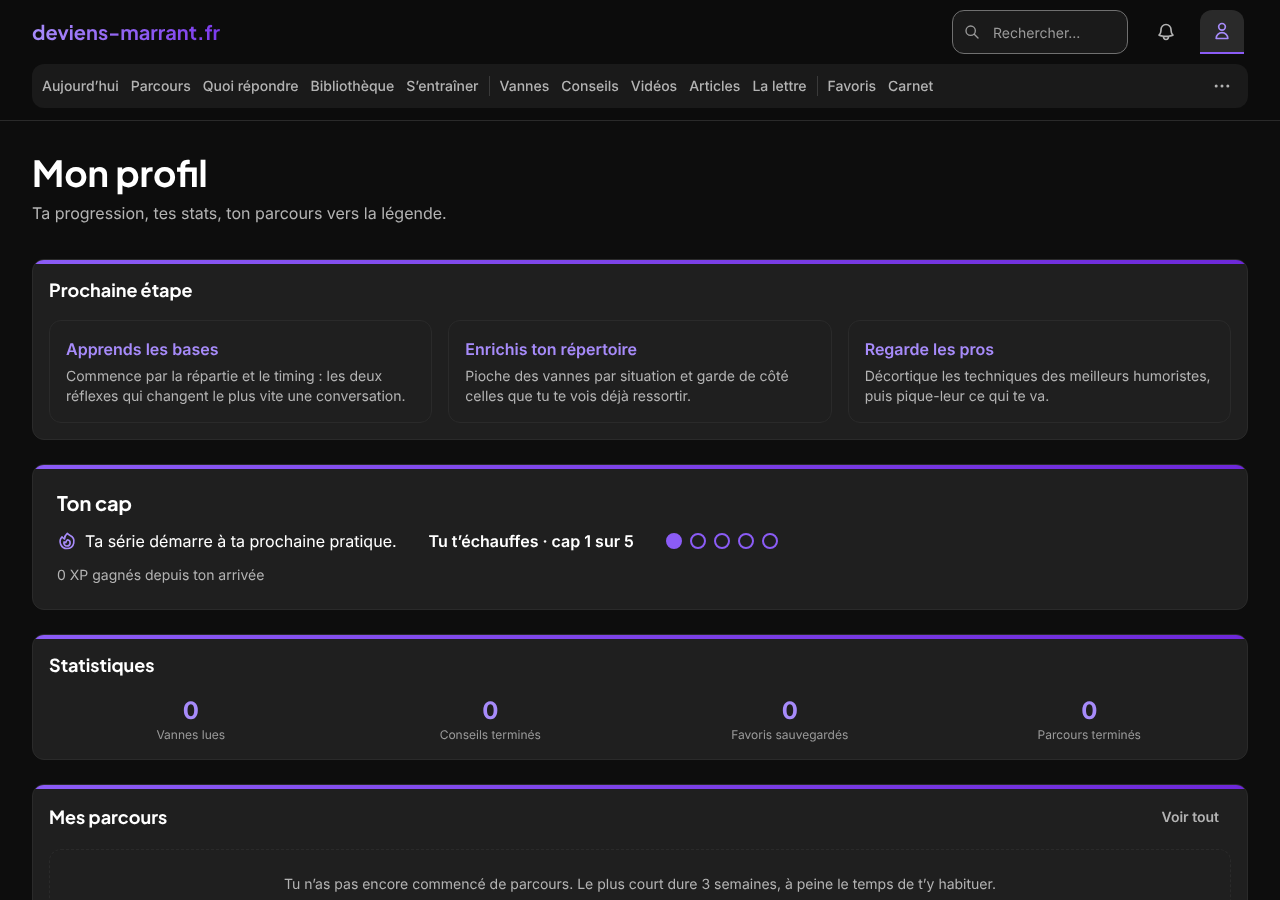 deviens-marrant.fr
Rechercher...
Aujourd’hui Parcours Quoi répondre Bibliothèque S’entraîner Vannes Conseils Vidéos Articles La lettre Favoris Carnet
Mon profil
Ta progression, tes stats, ton parcours vers la légende.
Prochaine étape
Apprends les bases
Commence par la répartie et le timing : les deux
réflexes qui changent le plus vite une conversation.
Enrichis ton répertoire
Pioche des vannes par situation et garde de côté
celles que tu te vois déjà ressortir.
Regarde les pros
Décortique les techniques des meilleurs humoristes,
puis pique-leur ce qui te va.
Ton cap
Ta série démarre à ta prochaine pratique. Tu t’échauffes · cap 1 sur 5
0 XP gagnés depuis ton arrivée
Statistiques
0
Vannes lues
0
Conseils terminés
0
Favoris sauvegardés
0
Parcours terminés
Mes parcours
Voir tout
Tu n’as pas encore commencé de parcours. Le plus court dure 3 semaines, à peine le temps de t’y habituer.